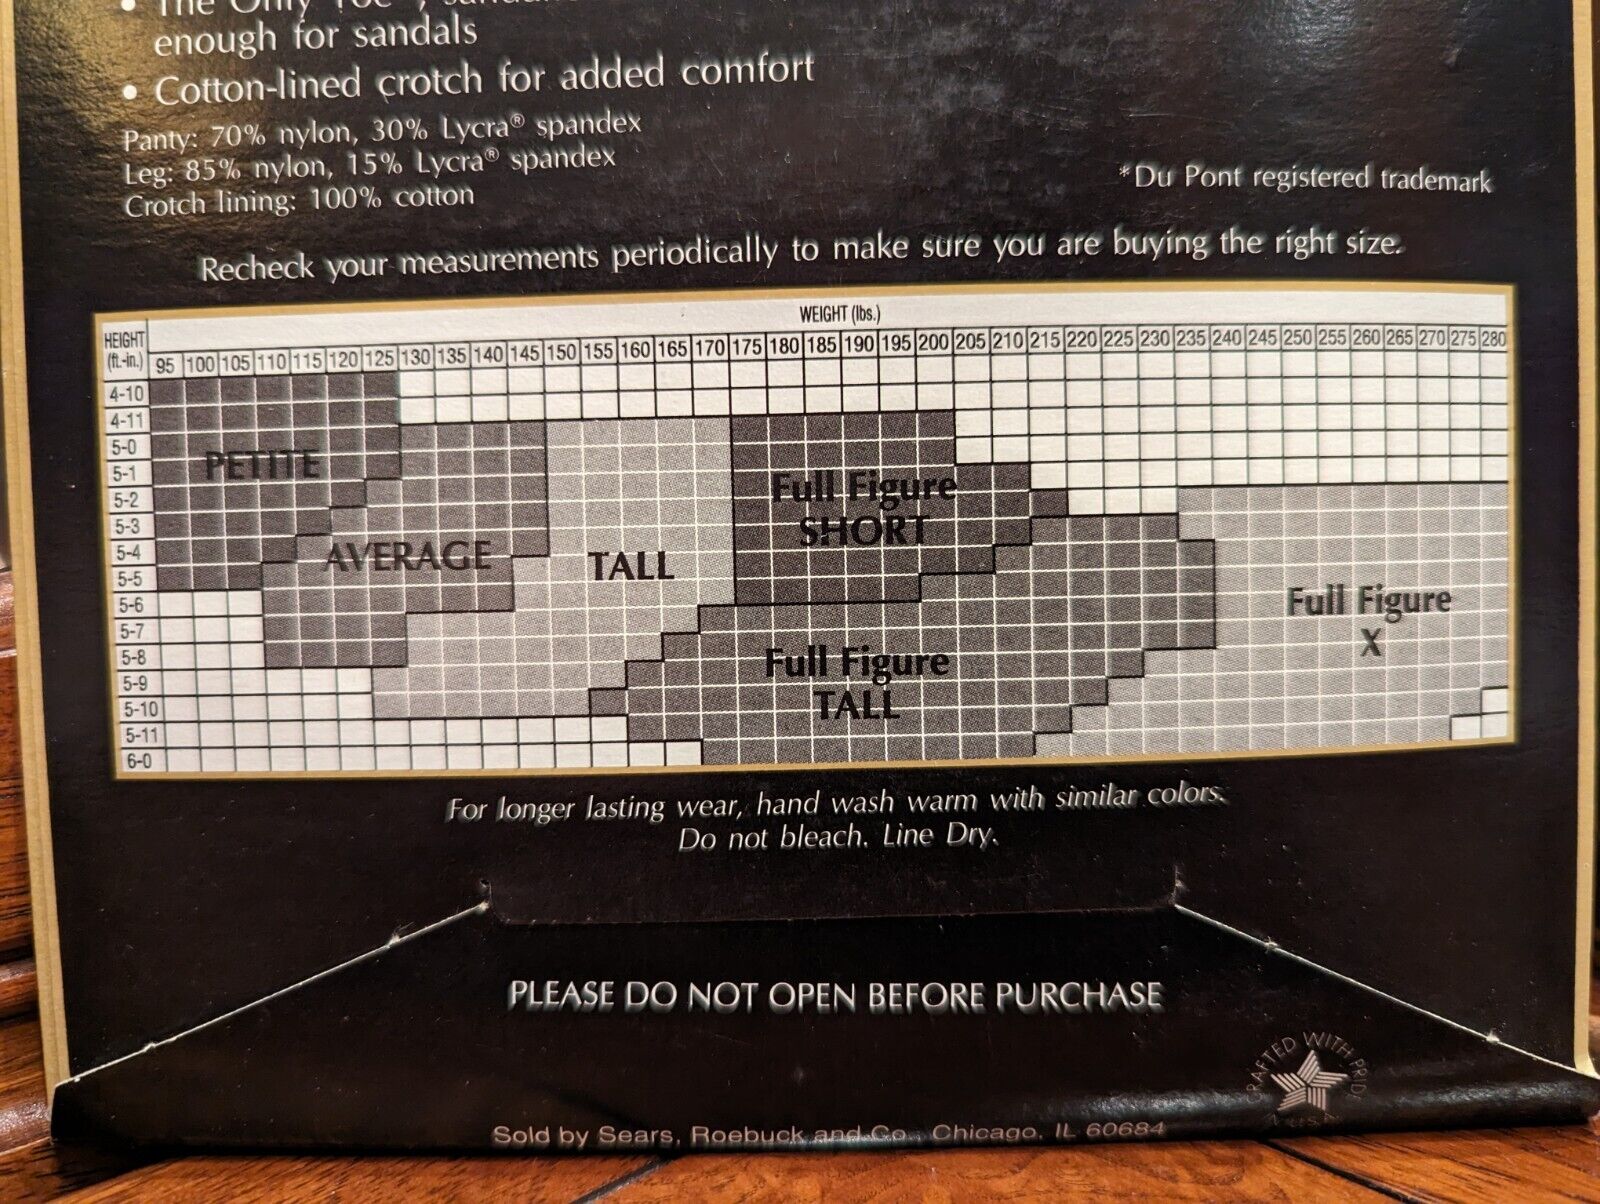 • The Only Toe
enough for sandals
• Cotton-lined crotch for added comfort
Panty: 70% nylon, 30% Lycra® spandex
Leg: 85% nylon, 15% Lycra® spandex
Crotch lining: 100% cotton
*Du Pont registered trademark
Recheck your measurements periodically to make sure you are buying the right size.
WEIGHT (lbs.)
HEIGHT
(ft.-in.) 95 100 105 110 115 120 125 130 135 140 145 150 155 160 165 170 175 180 185 190 195 200 205 210 215 220 225 230 235 240 245 250 255 260 265 270 275 280
4-10
4-11
5-0
PETITE
5-1
Full Figure
5-2
SHORT
5-3
5-4
AVERAGE
TALL
5-5
5-6
Full Figure
X
5-7
5-8
Full Figure
TALL
5-9
5-10
5-11
6-0
For longer lasting wear, hand wash warm with similar colors.
Do not bleach. Line Dry.
PLEASE DO NOT OPEN BEFORE PURCHASE
CRAFTED WITH PRIDE
Sold by Sears, Roebuck and Co. Chicago, IL 60684